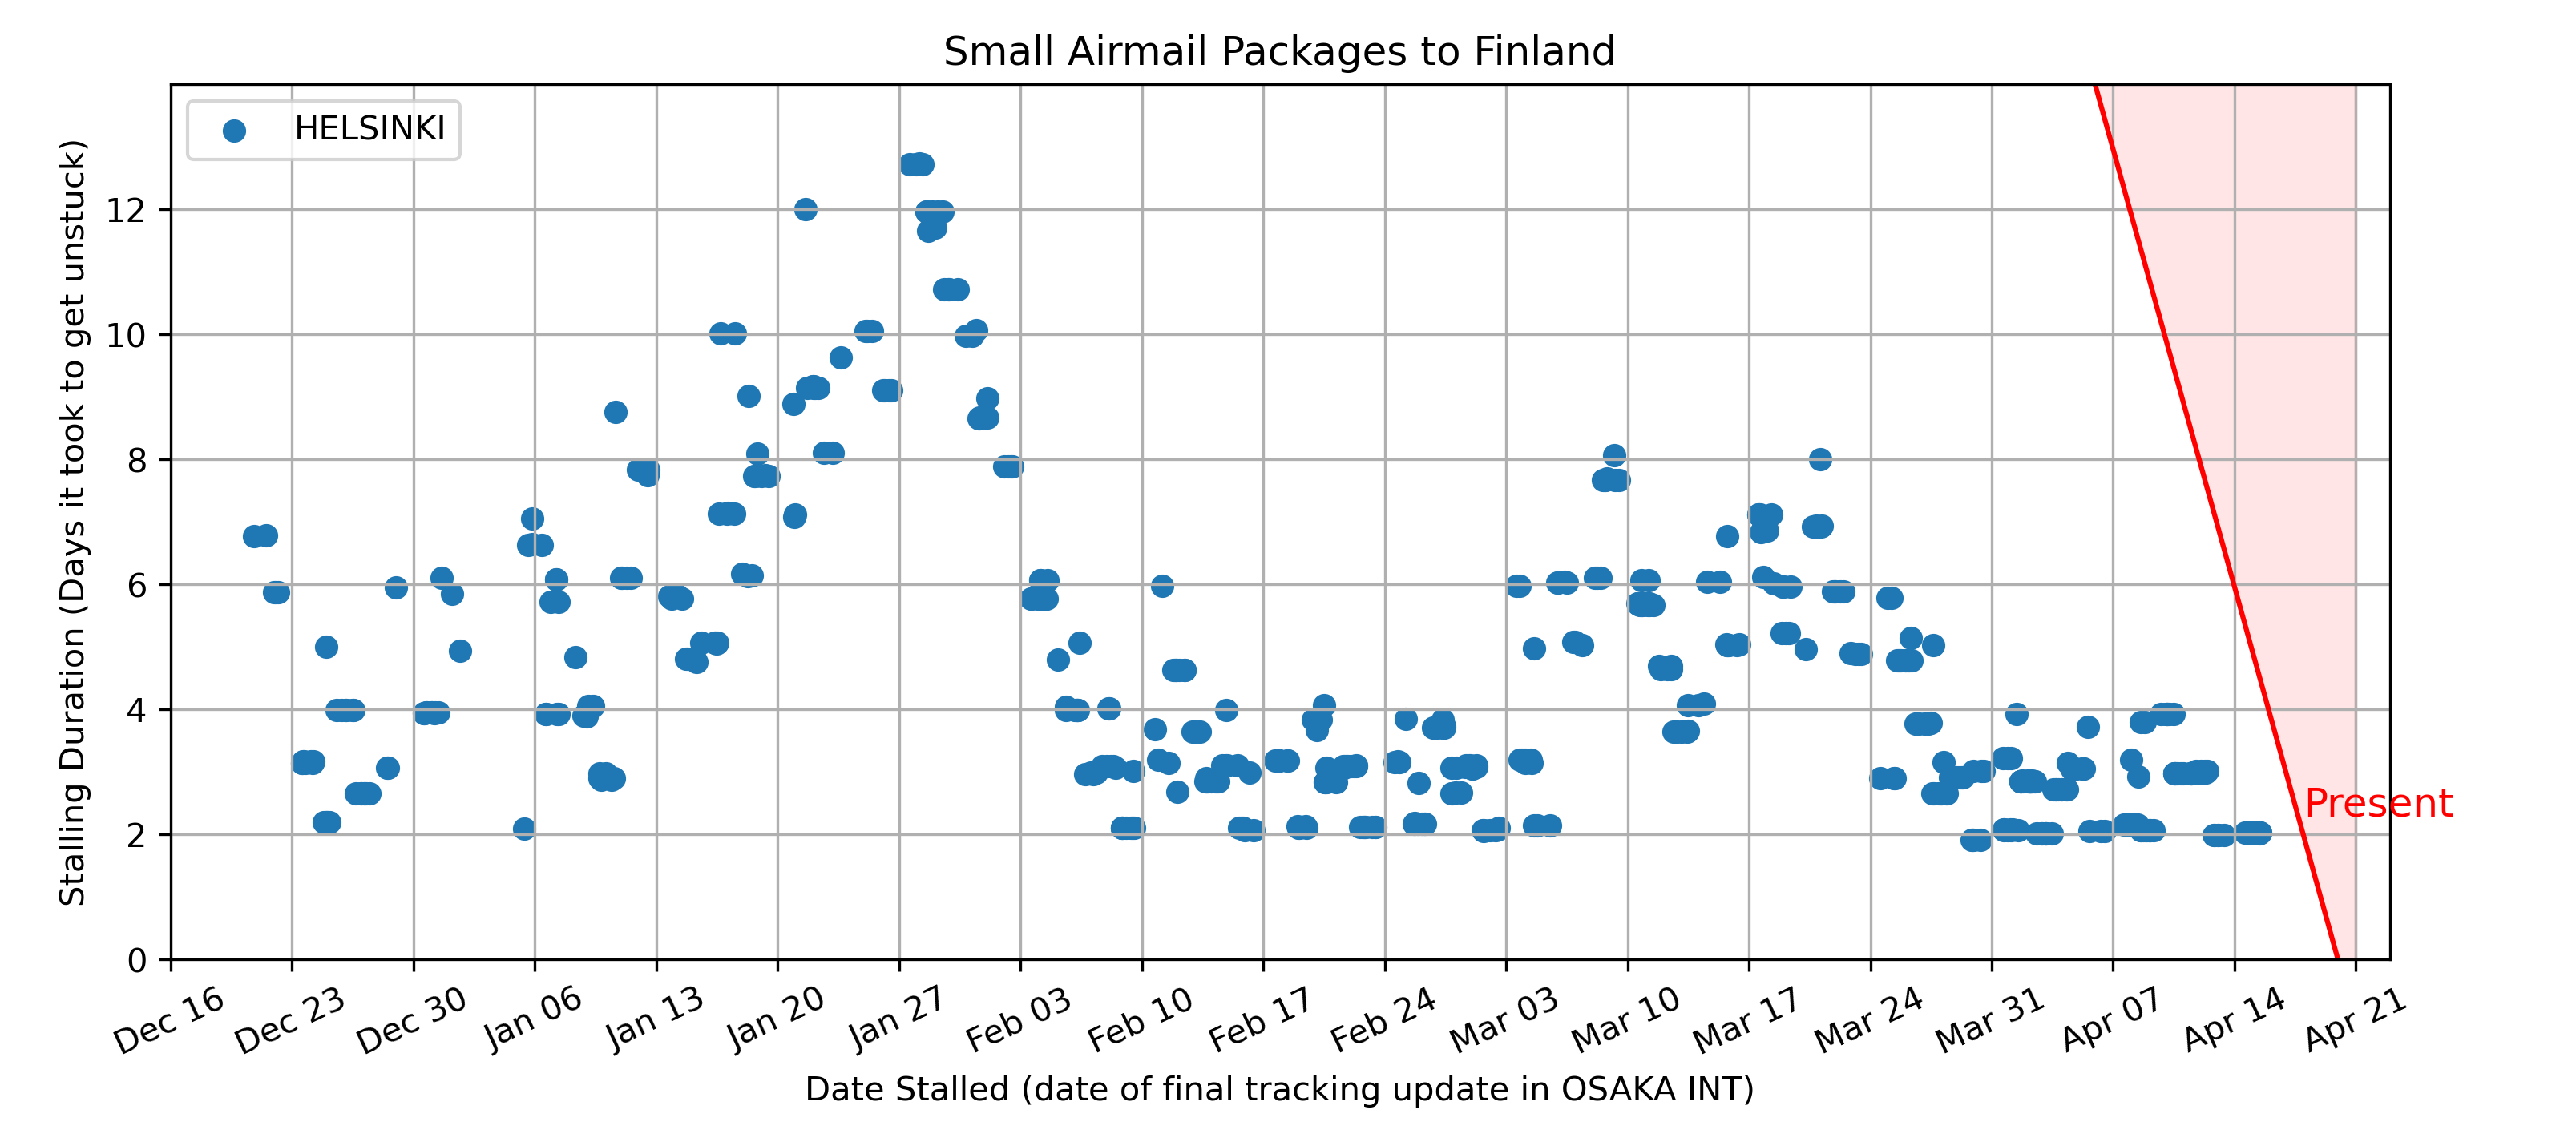 Small Airmail Packages to Finland
HELSINKI
Stalling Duration (Days it took to get unstuck)
12
10
8
6
4
2
0
Present
Dec 16
Dec 23
Dec 30
Jan 06
Jan 13
Jan 20
Jan 27
Feb 03
Feb 10
Feb 17
Feb 24
Mar 03
Mar 10
Mar 17
Mar 24
Mar 31
Apr 07
Apr 14
Apr 21
Date Stalled (date of final tracking update in OSAKA INT)